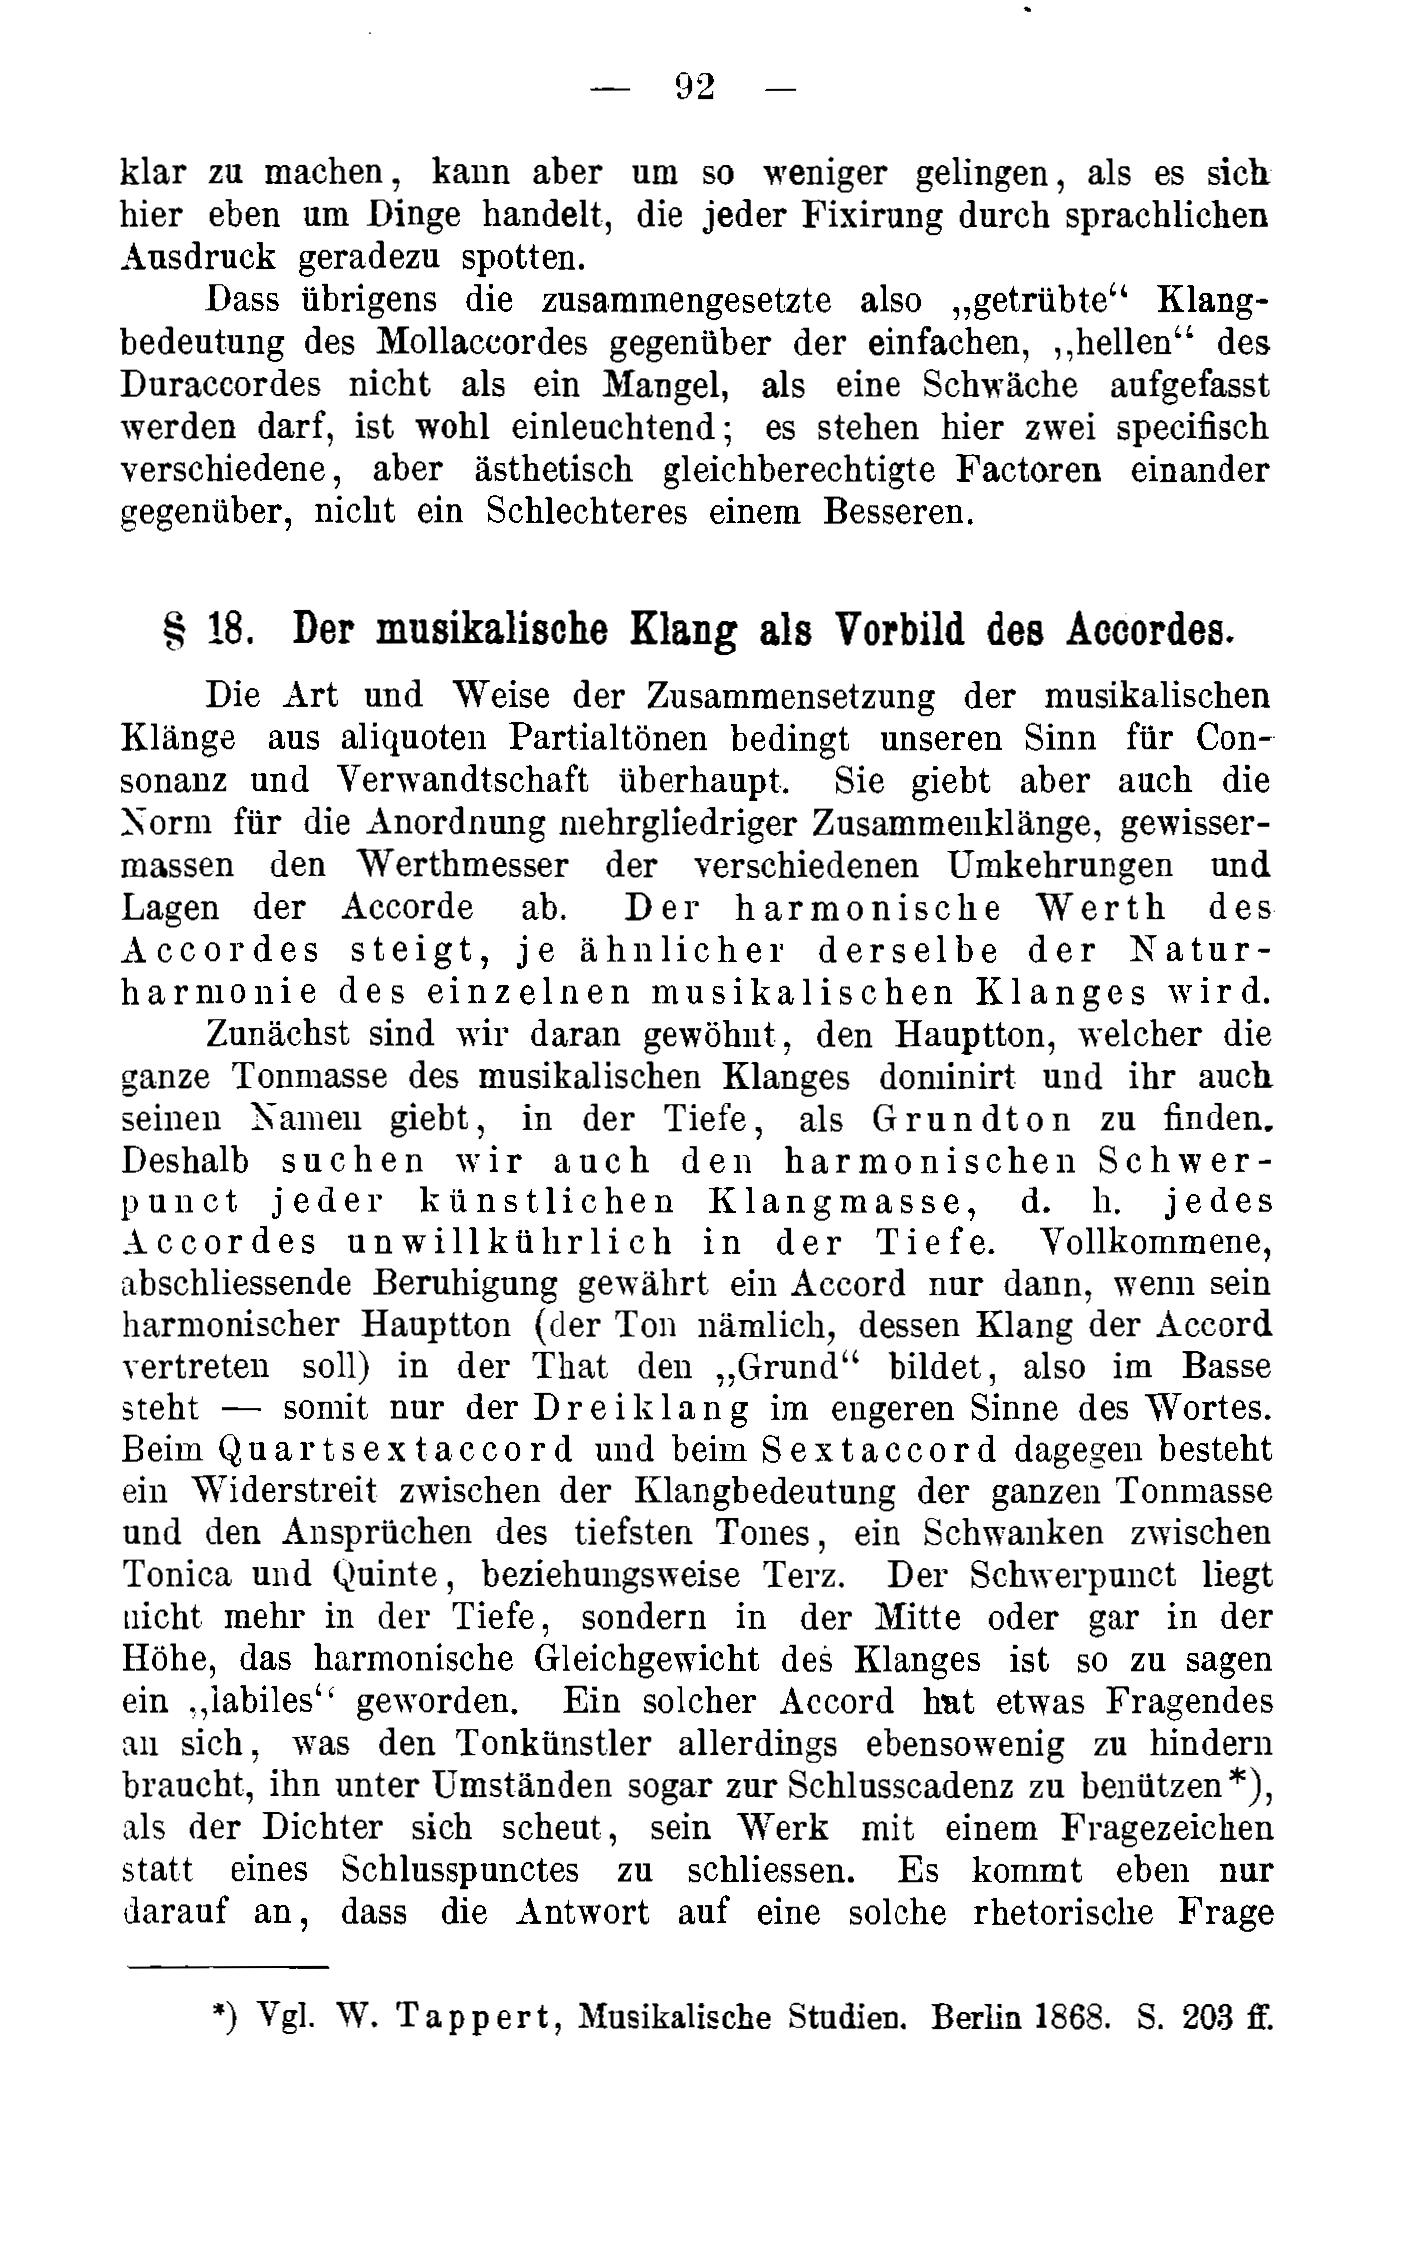 — 92 —
klar zu machen, kann aber um so weniger gelingen, als es sich
hier eben um Dinge handelt, die jeder Fixirung durch sprachlichen
Ausdruck geradezu spotten.
Dass übrigens die zusammengesetzte also „getrübte“ Klang-
bedeutung des Mollaccordes gegenüber der einfachen, „hellen“ des
Duraccordes nicht als ein Mangel, als eine Schwäche aufgefasst
werden darf, ist wohl einleuchtend; es stehen hier zwei specifisch
verschiedene, aber ästhetisch gleichberechtigte Factoren einander
gegenüber, nicht ein Schlechteres einem Besseren.
§ 18. Der musikalische Klang als Vorbild des Accordes.
Die Art und Weise der Zusammensetzung der musikalischen
Klänge aus aliquoten Partialtönen bedingt unseren Sinn für Con-
sonanz und Verwandtschaft überhaupt. Sie giebt aber auch die
Norm für die Anordnung mehrgliedriger Zusammenklänge, gewisser-
massen den Werthmesser der verschiedenen Umkehrungen und
Lagen der Accorde ab. Der harmonische Werth des
Accordes steigt, je ähnlicher derselbe der Natur-
harmonie des einzelnen musikalischen Klanges wird.
Zunächst sind wir daran gewöhnt, den Hauptton, welcher die
ganze Tonmasse des musikalischen Klanges dominirt und ihr auch
seinen Namen giebt, in der Tiefe, als Grundton zu finden.
Deshalb suchen wir auch den harmonischen Schwer-
punct jeder künstlichen Klangmasse, d. h. jedes
Accordes unwillkührlich in der Tiefe. Vollkommene,
abschliessende Beruhigung gewährt ein Accord nur dann, wenn sein
harmonischer Hauptton (der Ton nämlich, dessen Klang der Accord
vertreten soll) in der That den „Grund“ bildet, also im Basse
steht — somit nur der Dreiklang im engeren Sinne des Wortes.
Beim Quartsextaccord und beim Sextaccord dagegen besteht
ein Widerstreit zwischen der Klangbedeutung der ganzen Tonmasse
und den Ansprüchen des tiefsten Tones, ein Schwanken zwischen
Tonica und Quinte, beziehungsweise Terz. Der Schwerpunct liegt
nicht mehr in der Tiefe, sondern in der Mitte oder gar in der
Höhe, das harmonische Gleichgewicht des Klanges ist so zu sagen
ein „labiles“ geworden. Ein solcher Accord hat etwas Fragendes
an sich, was den Tonkünstler allerdings ebensowenig zu hindern
braucht, ihn unter Umständen sogar zur Schlusscadenz zu benützen*),
als der Dichter sich scheut, sein Werk mit einem Fragezeichen
statt eines Schlusspunctes zu schliessen. Es kommt eben nur
darauf an, dass die Antwort auf eine solche rhetorische Frage
*) Vgl. W. Tappert, Musikalische Studien. Berlin 1868. S. 203 ff.